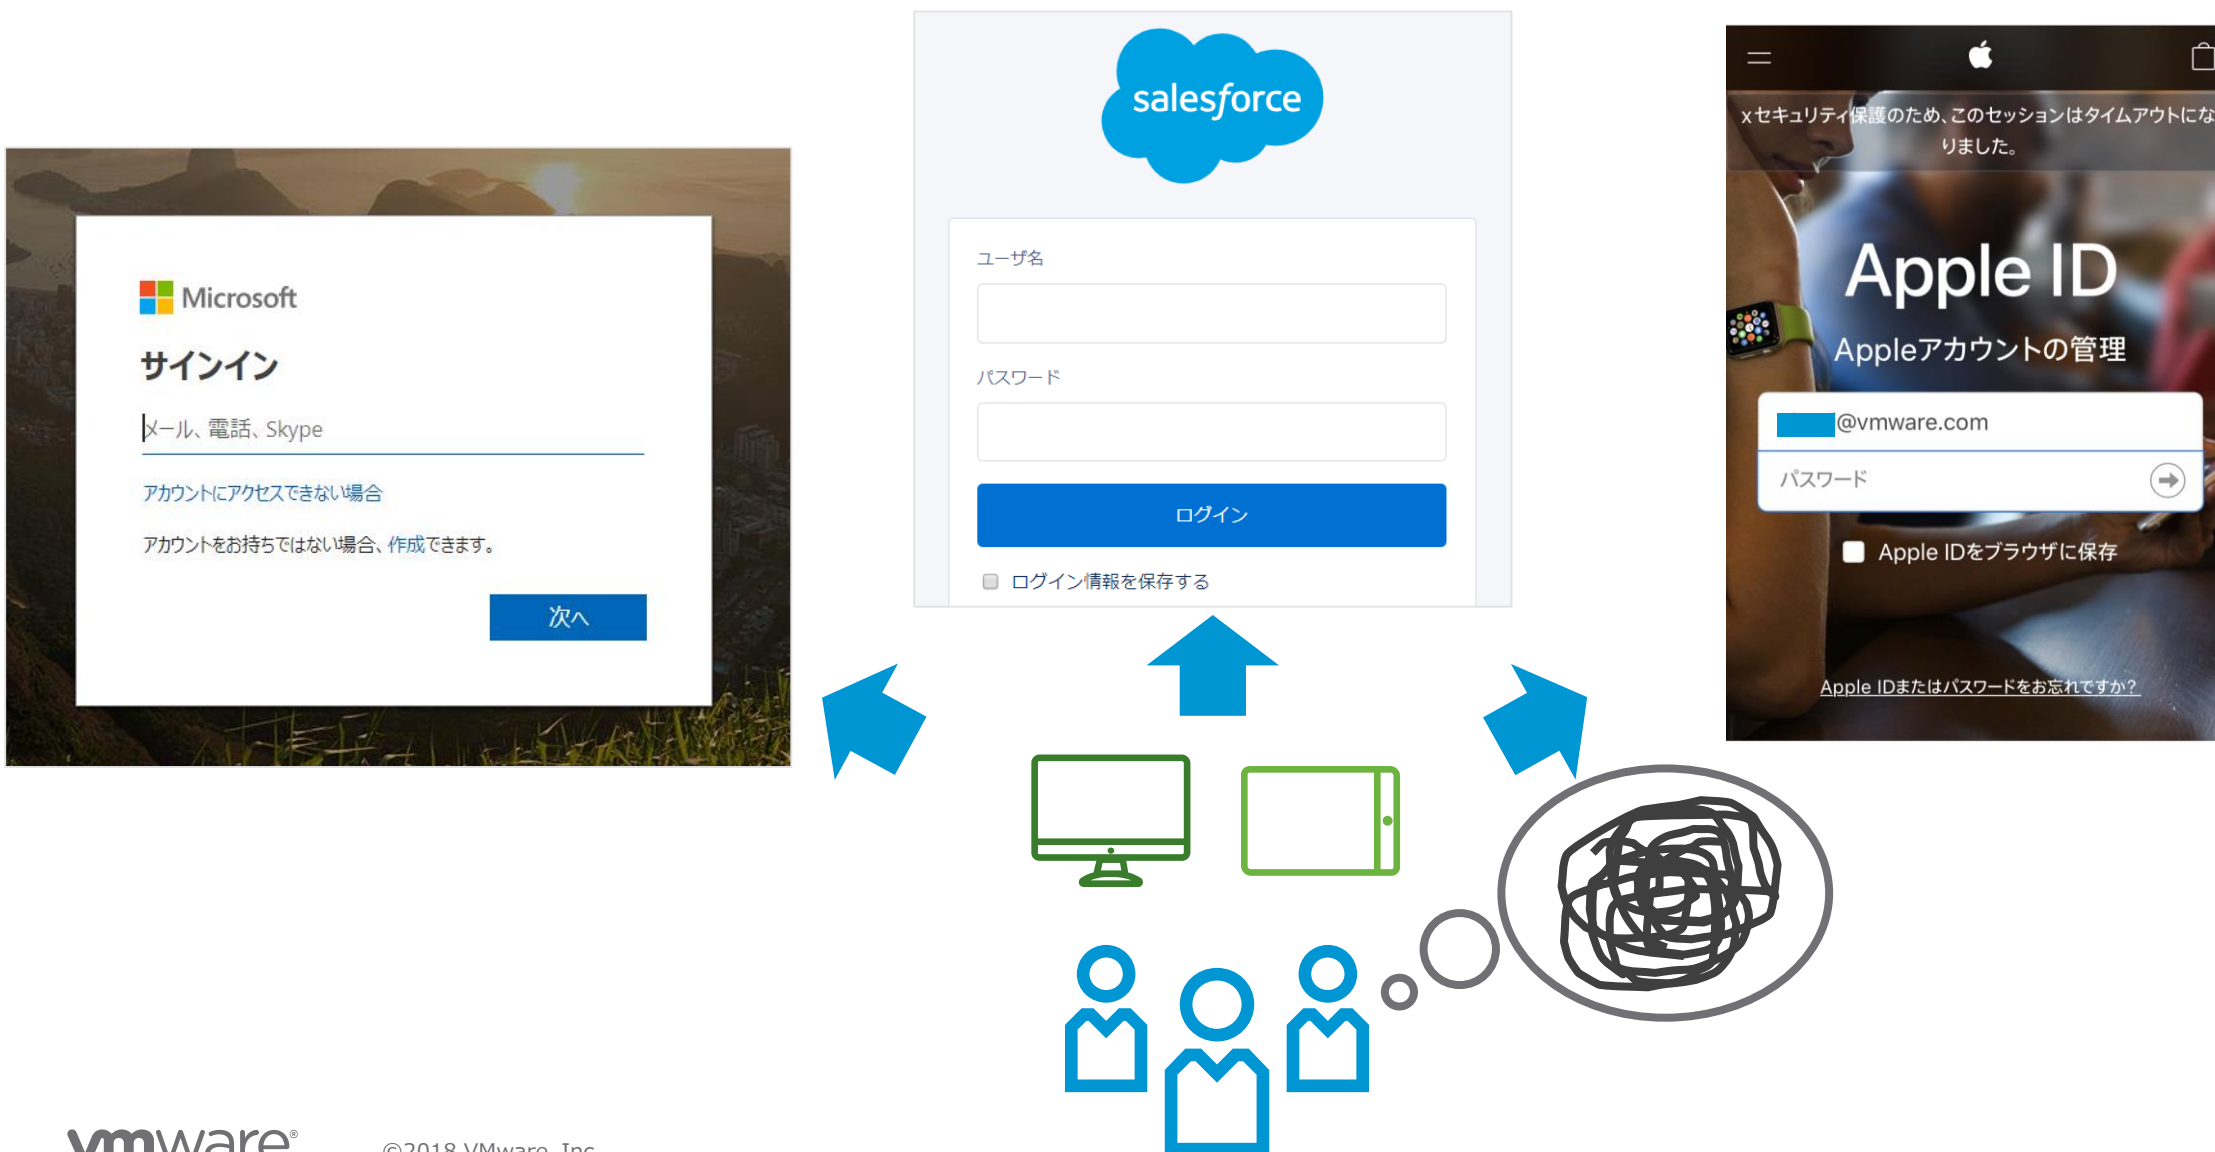 Microsoft
サインイン
メール、電話、Skype
アカウントにアクセスできない場合
アカウントをお持ちではない場合、作成できます。
次へ
salesforce
ユーザ名
パスワード
ログイン
ログイン情報を保存する
xセキュリティ保護のため、このセッションはタイムアウトにな
りました。
Apple ID
Appleアカウントの管理
@vmware.com
パスワード
Apple IDをブラウザに保存
Apple IDまたはパスワードをお忘れですか?
vmware®
©2018 VMware, Inc.